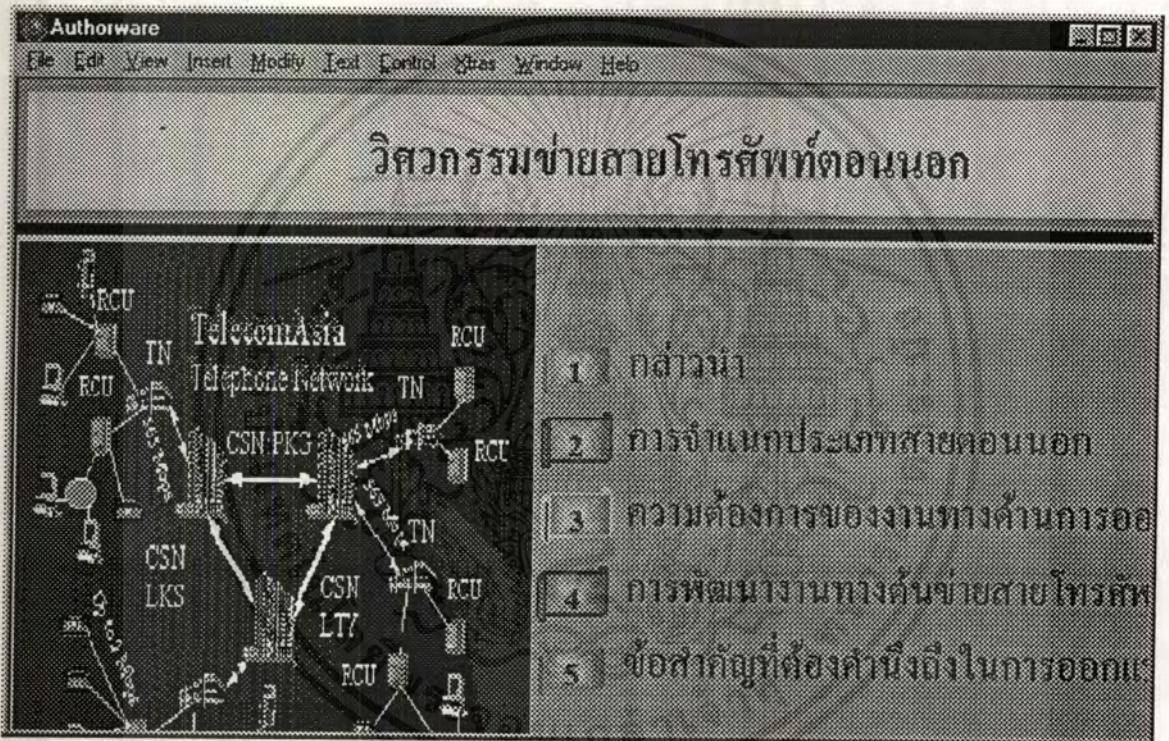 Authorware
File Edit View Insert Modify Text Control Xtras Window Help
วิศวกรรมข่ายสายโทรศัพท์ตอนนอก
RCU
TN
TelecomAsia
Telephone Network
RCU
TN
RCU
CSN PKG
RCU
TN
CSN
LKS
CSN
LTY
RCU
RCU
1 กล่าวนำ
2 การจำแนกประเภทสายตอนนอก
3 ความต้องการของงานทางด้านการออ
4 การพัฒนางานทางด้นข่ายสายโทรศัพ
5 ข้อสำคัญที่ต้องคำนึงถึงในการออกแ